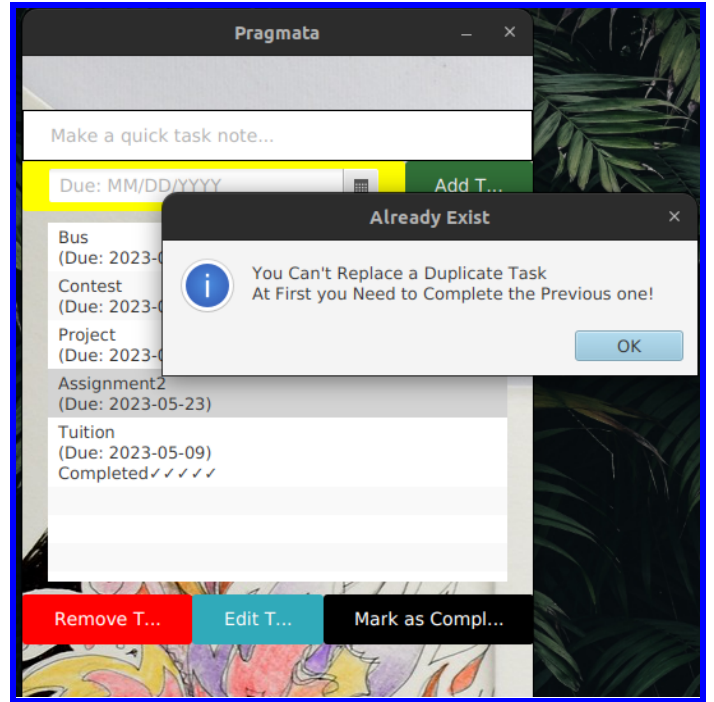 Pragmata
Make a quick task note...
Due: MM/DD/YYYY
Add T...
Already Exist
You Can't Replace a Duplicate Task
At First you Need to Complete the Previous one!
OK
Bus
(Due: 2023-0
Contest
(Due: 2023-0
Project
(Due: 2023-0
Assignment2
(Due: 2023-05-23)
Tuition
(Due: 2023-05-09)
Completed✓✓✓✓✓
Remove T...
Edit T...
Mark as Compl...